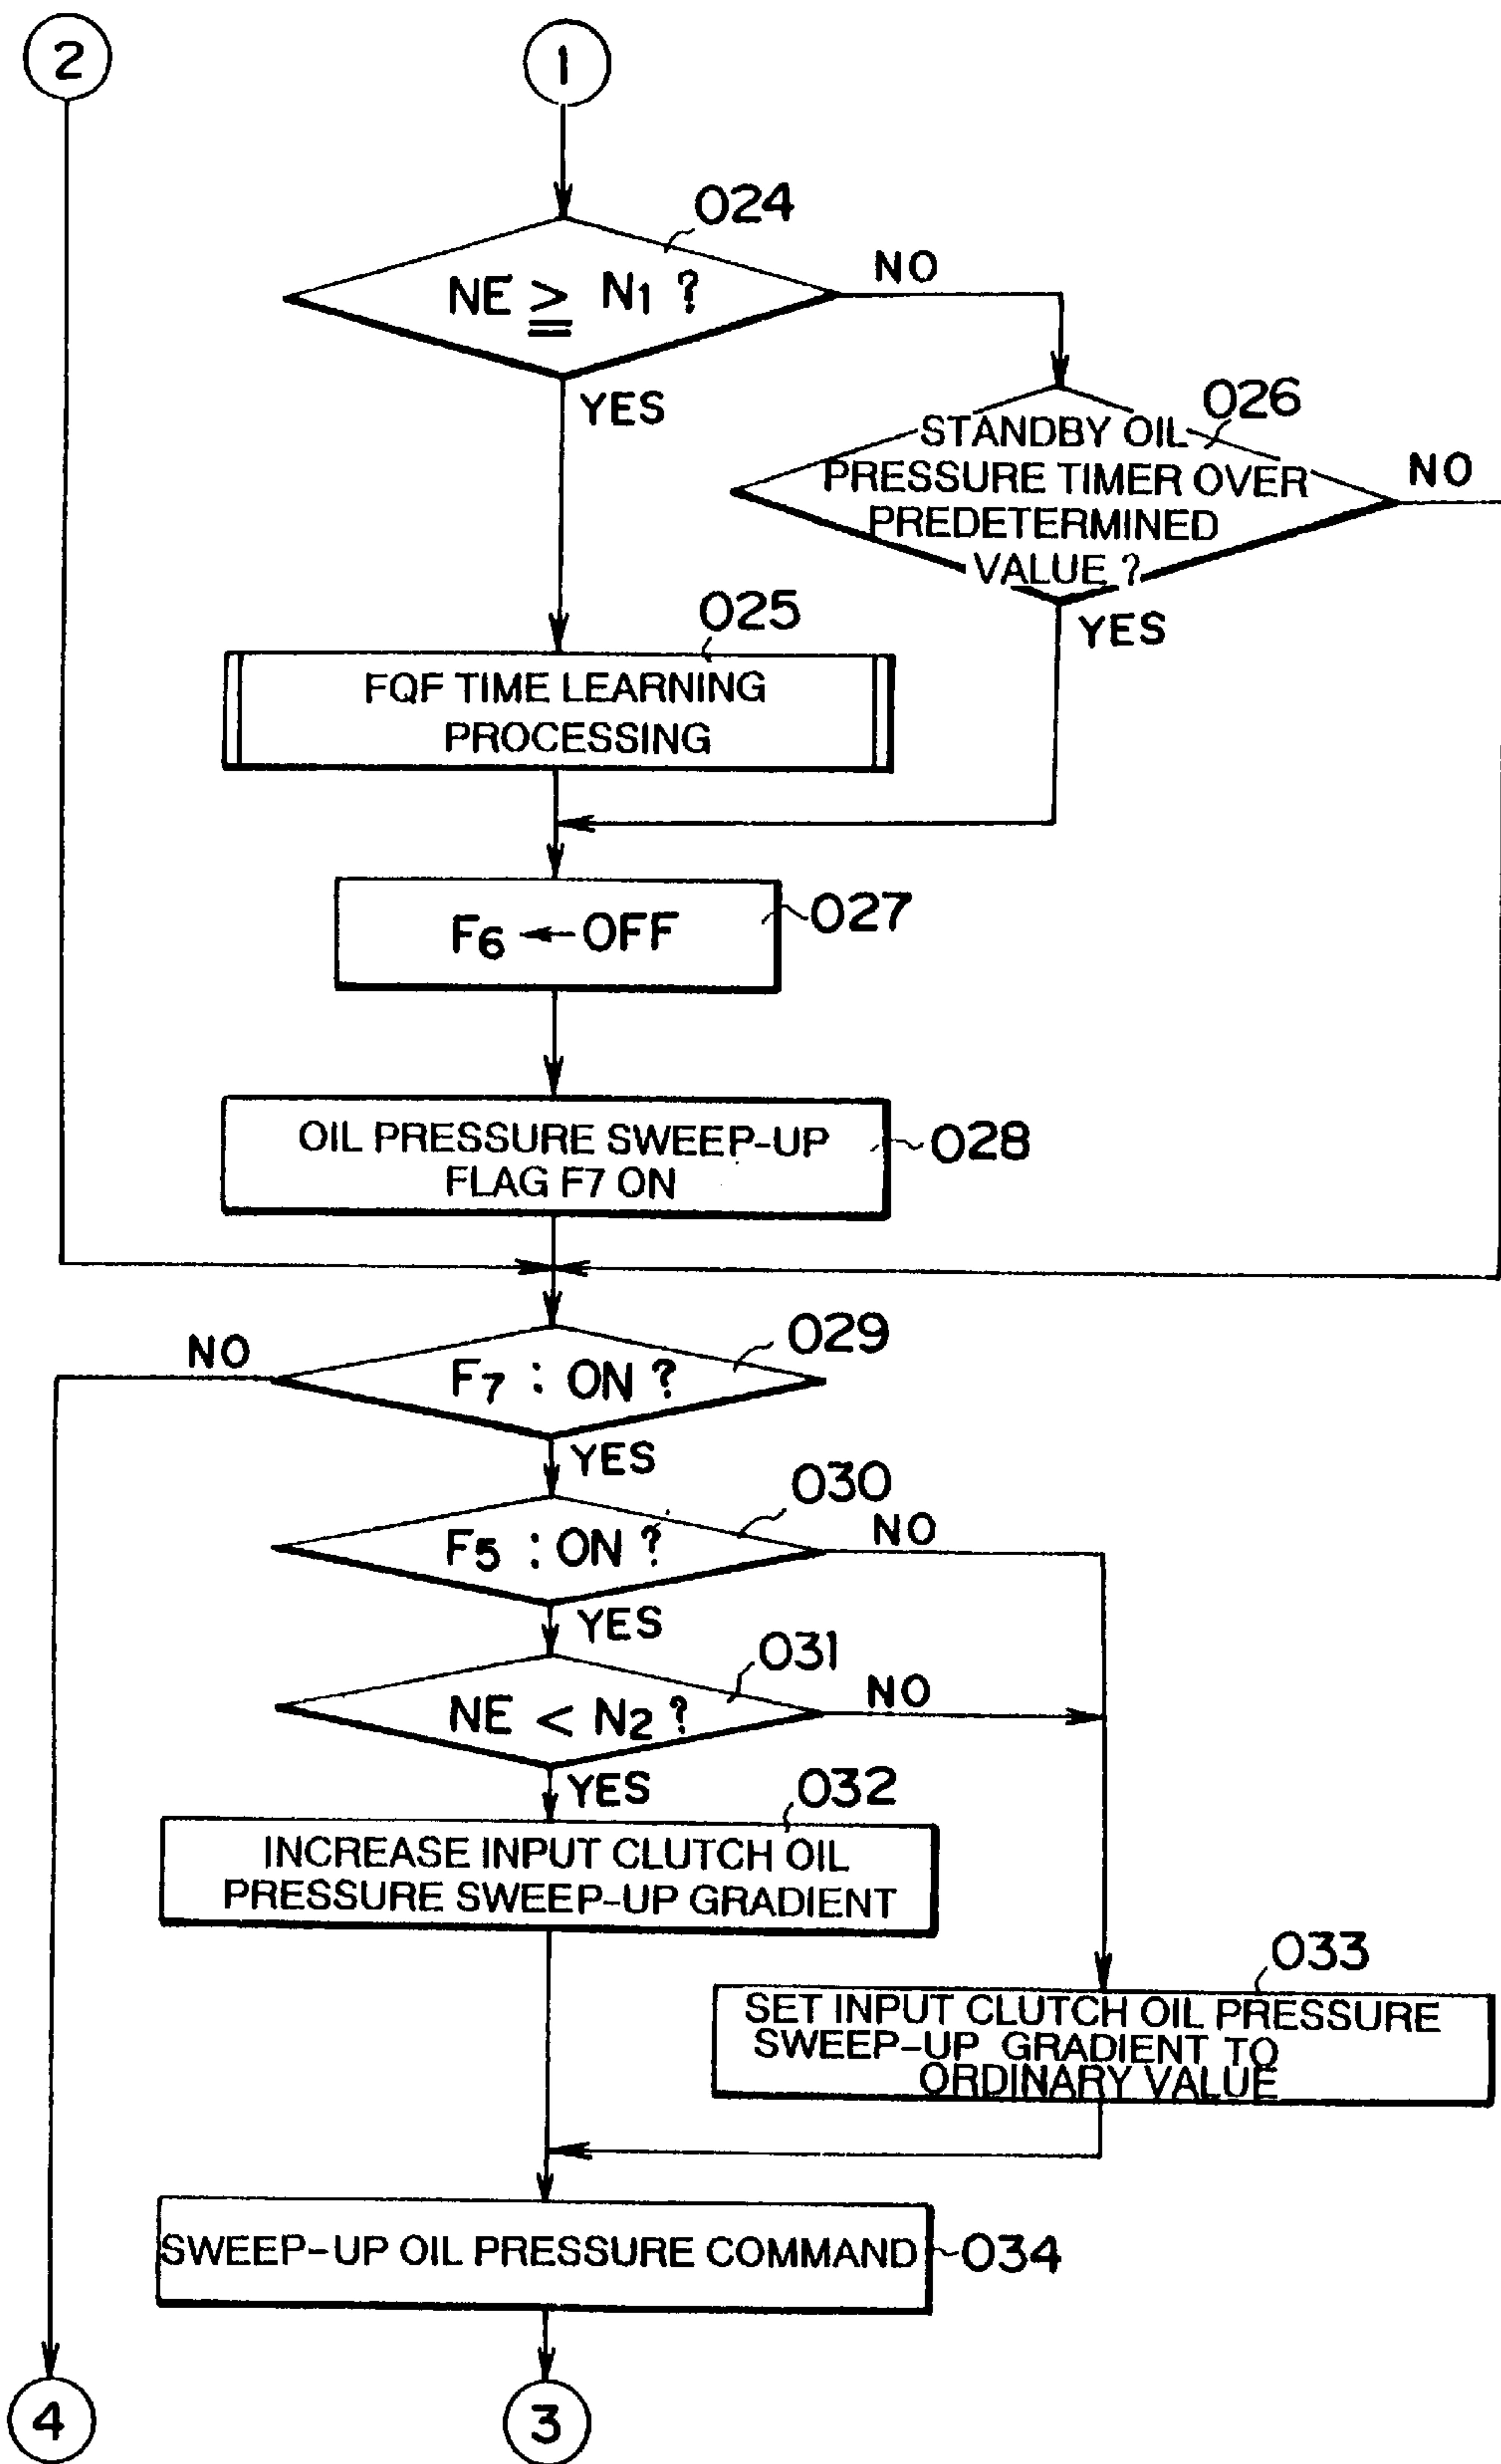 2
1
024
NE ≧ N1 ?
NO
YES
026
STANDBY OIL
PRESSURE TIMER OVER
PREDETERMINED
VALUE ?
NO
YES
025
FQF TIME LEARNING
PROCESSING
F6 ← OFF
027
OIL PRESSURE SWEEP-UP
FLAG F7 ON
028
029
NO
F7 : ON ?
YES
030
F5 : ON ?
NO
YES
031
NE < N2 ?
NO
YES
032
INCREASE INPUT CLUTCH OIL
PRESSURE SWEEP-UP GRADIENT
033
SET INPUT CLUTCH OIL PRESSURE
SWEEP-UP GRADIENT TO
ORDINARY VALUE
SWEEP-UP OIL PRESSURE COMMAND
034
4
3